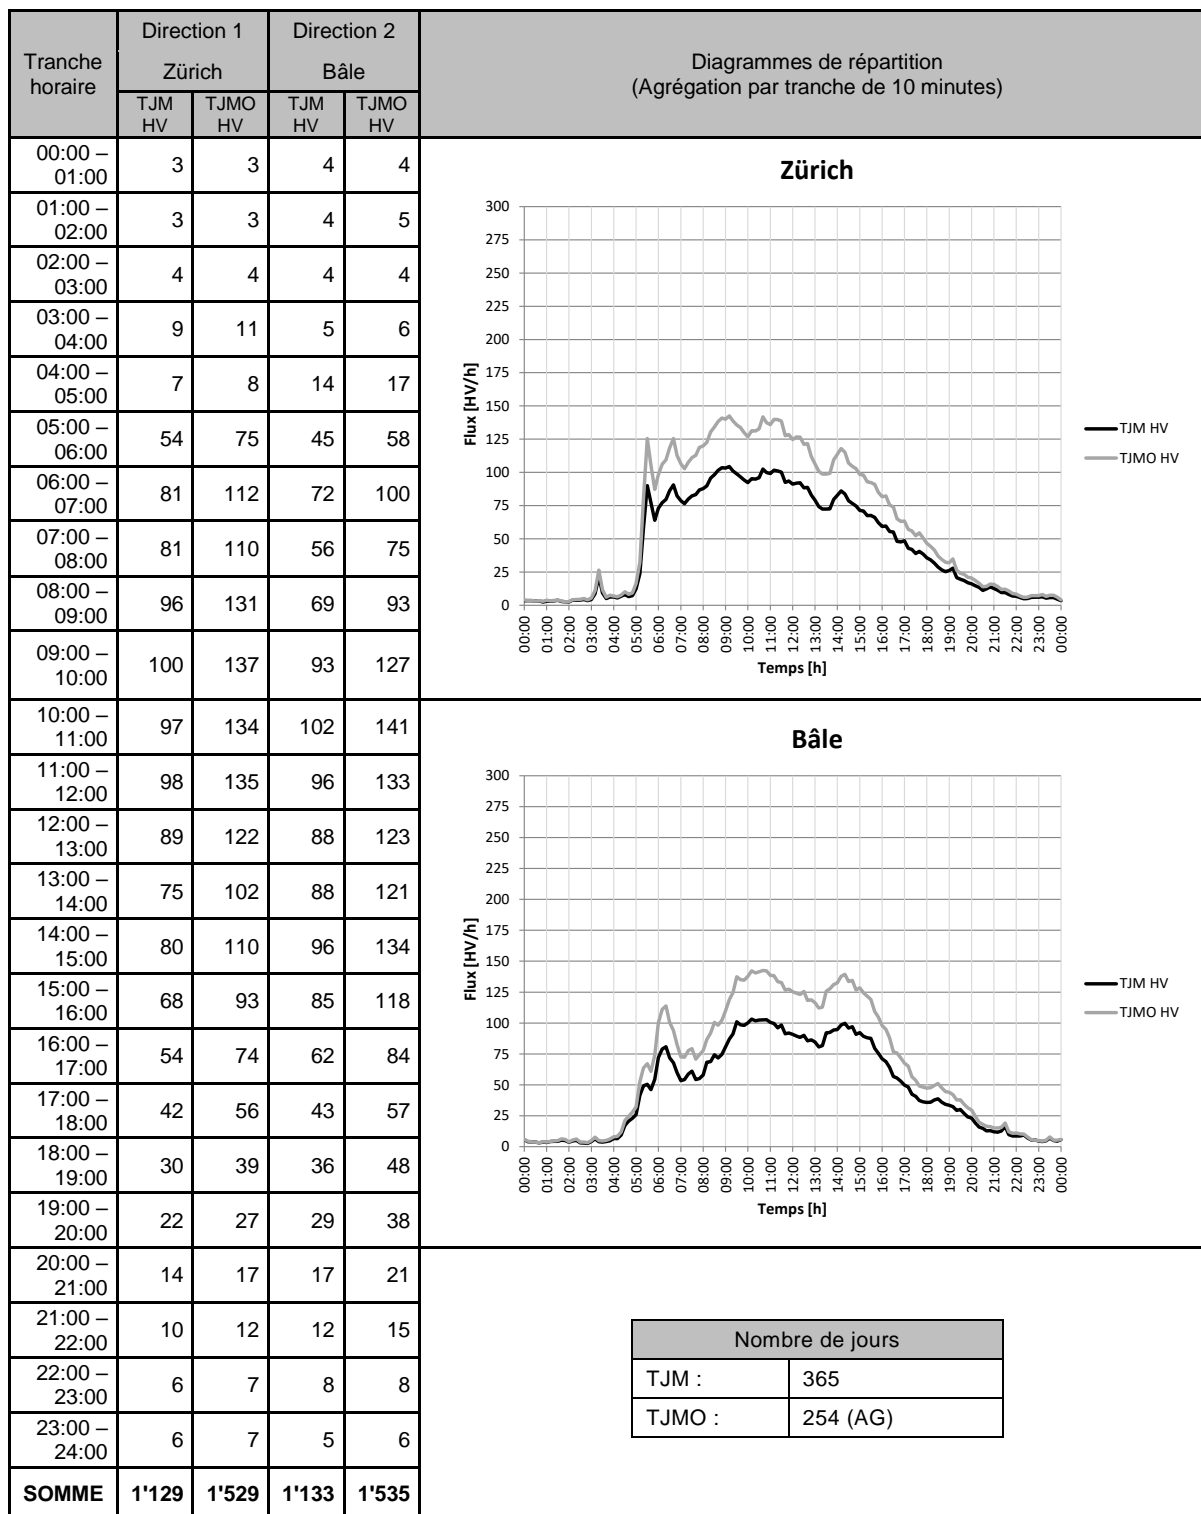 Tranche horaire | Direction 1 | Direction 2 | Diagrammes de répartition
Zürich | Bâle | (Agrégation par tranche de 10 minutes)
TJM HV | TJMO HV | TJM HV | TJMO HV
00:00 – 01:00 | 3 | 3 | 4 | 4
01:00 – 02:00 | 3 | 3 | 4 | 5
02:00 – 03:00 | 4 | 4 | 4 | 4
03:00 – 04:00 | 9 | 11 | 5 | 6
04:00 – 05:00 | 7 | 8 | 14 | 17
05:00 – 06:00 | 54 | 75 | 45 | 58
06:00 – 07:00 | 81 | 112 | 72 | 100
07:00 – 08:00 | 81 | 110 | 56 | 75
08:00 – 09:00 | 96 | 131 | 69 | 93
09:00 – 10:00 | 100 | 137 | 93 | 127
10:00 – 11:00 | 97 | 134 | 102 | 141
11:00 – 12:00 | 98 | 135 | 96 | 133
12:00 – 13:00 | 89 | 122 | 88 | 123
13:00 – 14:00 | 75 | 102 | 88 | 121
14:00 – 15:00 | 80 | 110 | 96 | 134
15:00 – 16:00 | 68 | 93 | 85 | 118
16:00 – 17:00 | 54 | 74 | 62 | 84
17:00 – 18:00 | 42 | 56 | 43 | 57
18:00 – 19:00 | 30 | 39 | 36 | 48
19:00 – 20:00 | 22 | 27 | 29 | 38
20:00 – 21:00 | 14 | 17 | 17 | 21
21:00 – 22:00 | 10 | 12 | 12 | 15
22:00 – 23:00 | 6 | 7 | 8 | 8
23:00 – 24:00 | 6 | 7 | 5 | 6
SOMME | 1'129 | 1'529 | 1'133 | 1'535
Zürich
300
275
250
225
200
175
150
125
100
75
50
25
0
Flux [HV/h]
00:00 01:00 02:00 03:00 04:00 05:00 06:00 07:00 08:00 09:00 10:00 11:00 12:00 13:00 14:00 15:00 16:00 17:00 18:00 19:00 20:00 21:00 22:00 23:00 00:00
Temps [h]
TJM HV
TJMO HV
Bâle
300
275
250
225
200
175
150
125
100
75
50
25
0
Flux [HV/h]
00:00 01:00 02:00 03:00 04:00 05:00 06:00 07:00 08:00 09:00 10:00 11:00 12:00 13:00 14:00 15:00 16:00 17:00 18:00 19:00 20:00 21:00 22:00 23:00 00:00
Temps [h]
TJM HV
TJMO HV
Nombre de jours
TJM : | 365
TJMO : | 254 (AG)